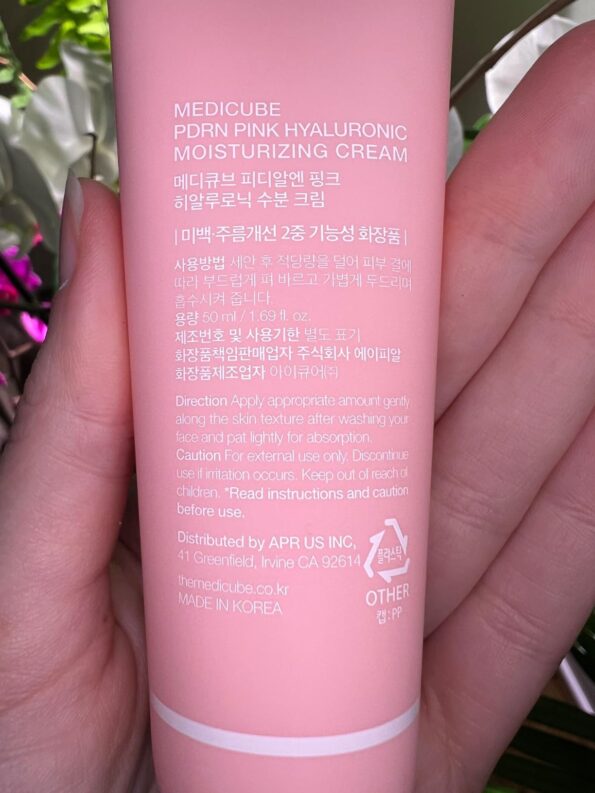 MEDICUBE
PDRN PINK HYALURONIC
MOISTURIZING CREAM
메디큐브 피디알엔 핑크
히알루로닉 수분 크림
| 미백·주름개선 2중 기능성 화장품 |
사용방법 세안 후 적당량을 덜어 피부 결에
따라 부드럽게 펴 바르고 가볍게 두드리며
흡수시켜 줍니다.
용량 50 ml / 1.69 fl. oz.
제조번호 및 사용기한 별도 표기
화장품책임판매업자 주식회사 에이피알
화장품제조업자 아이큐어㈜
Direction Apply appropriate amount gently
along the skin texture after washing your
face and pat lightly for absorption.
Caution For external use only. Discontinue
use if irritation occurs. Keep out of reach of
children. *Read instructions and caution
before use.
Distributed by APR US INC,
41 Greenfield, Irvine CA 92614
themedicube.co.kr
MADE IN KOREA
플라스틱
OTHER
캡 : PP